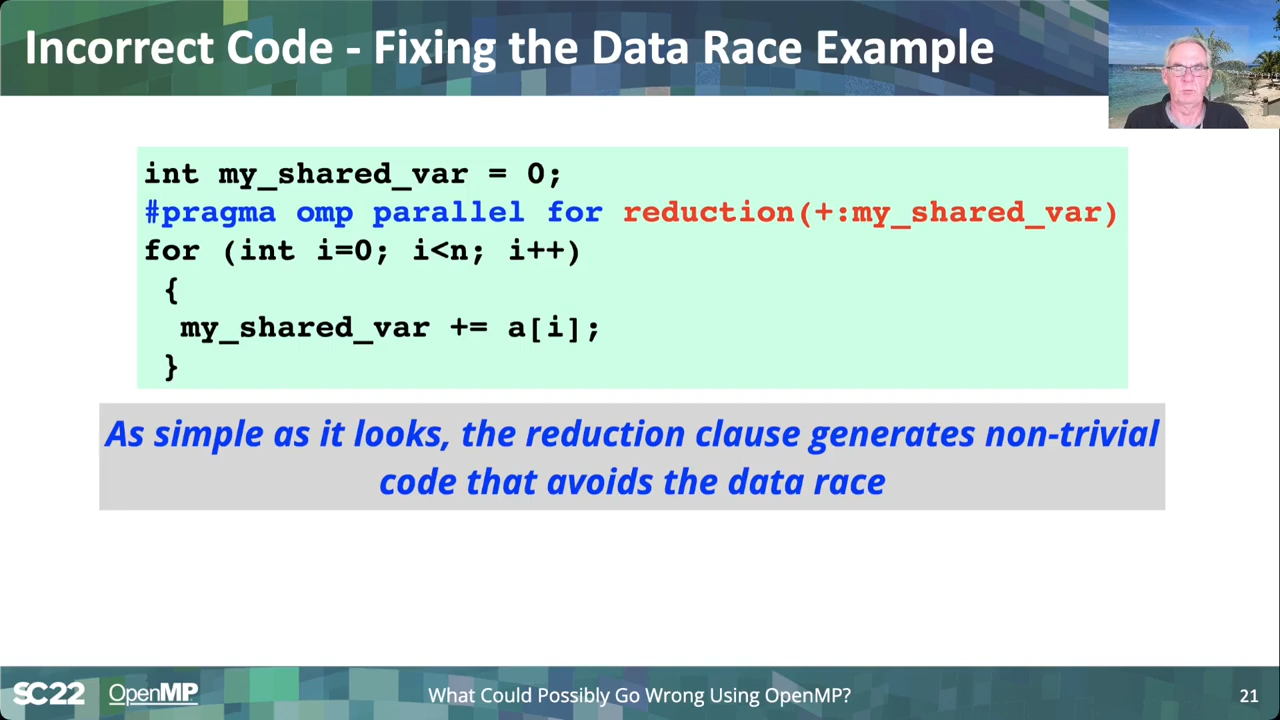 Incorrect Code - Fixing the Data Race Example
int my_shared_var = 0;
#pragma omp parallel for reduction(+:my_shared_var)
for (int i=0; i<n; i++)
{
my_shared_var += a[i];
}
As simple as it looks, the reduction clause generates non-trivial
code that avoids the data race
SC22 OpenMP What Could Possibly Go Wrong Using OpenMP? 21